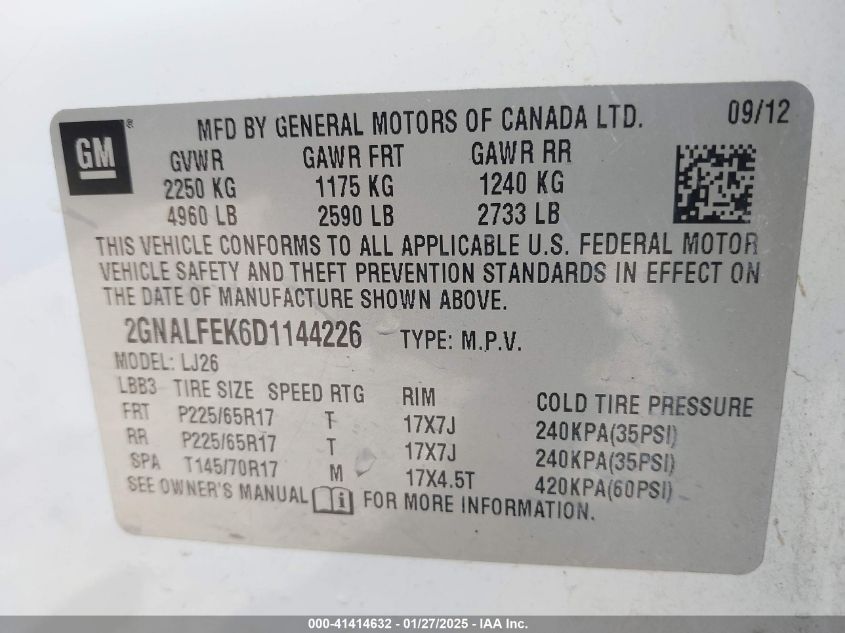 GM®
MFD BY GENERAL MOTORS OF CANADA LTD. 09/12
GVWR GAWR FRT GAWR RR
2250 KG 1175 KG 1240 KG
4960 LB 2590 LB 2733 LB
THIS VEHICLE CONFORMS TO ALL APPLICABLE U.S. FEDERAL MOTOR
VEHICLE SAFETY AND THEFT PREVENTION STANDARDS IN EFFECT ON
THE DATE OF MANUFACTURE SHOWN ABOVE.
2GNALFEK6D1144226 TYPE: M.P.V.
MODEL: LJ26
LBB3 TIRE SIZE SPEED RTG RIM COLD TIRE PRESSURE
FRT P225/65R17 T 17X7J 240KPA(35PSI)
RR P225/65R17 T 17X7J 240KPA(35PSI)
SPA T145/70R17 M 17X4.5T 420KPA(60PSI)
SEE OWNER'S MANUAL i FOR MORE INFORMATION.
000-41414632 - 01/27/2025 - IAA Inc.